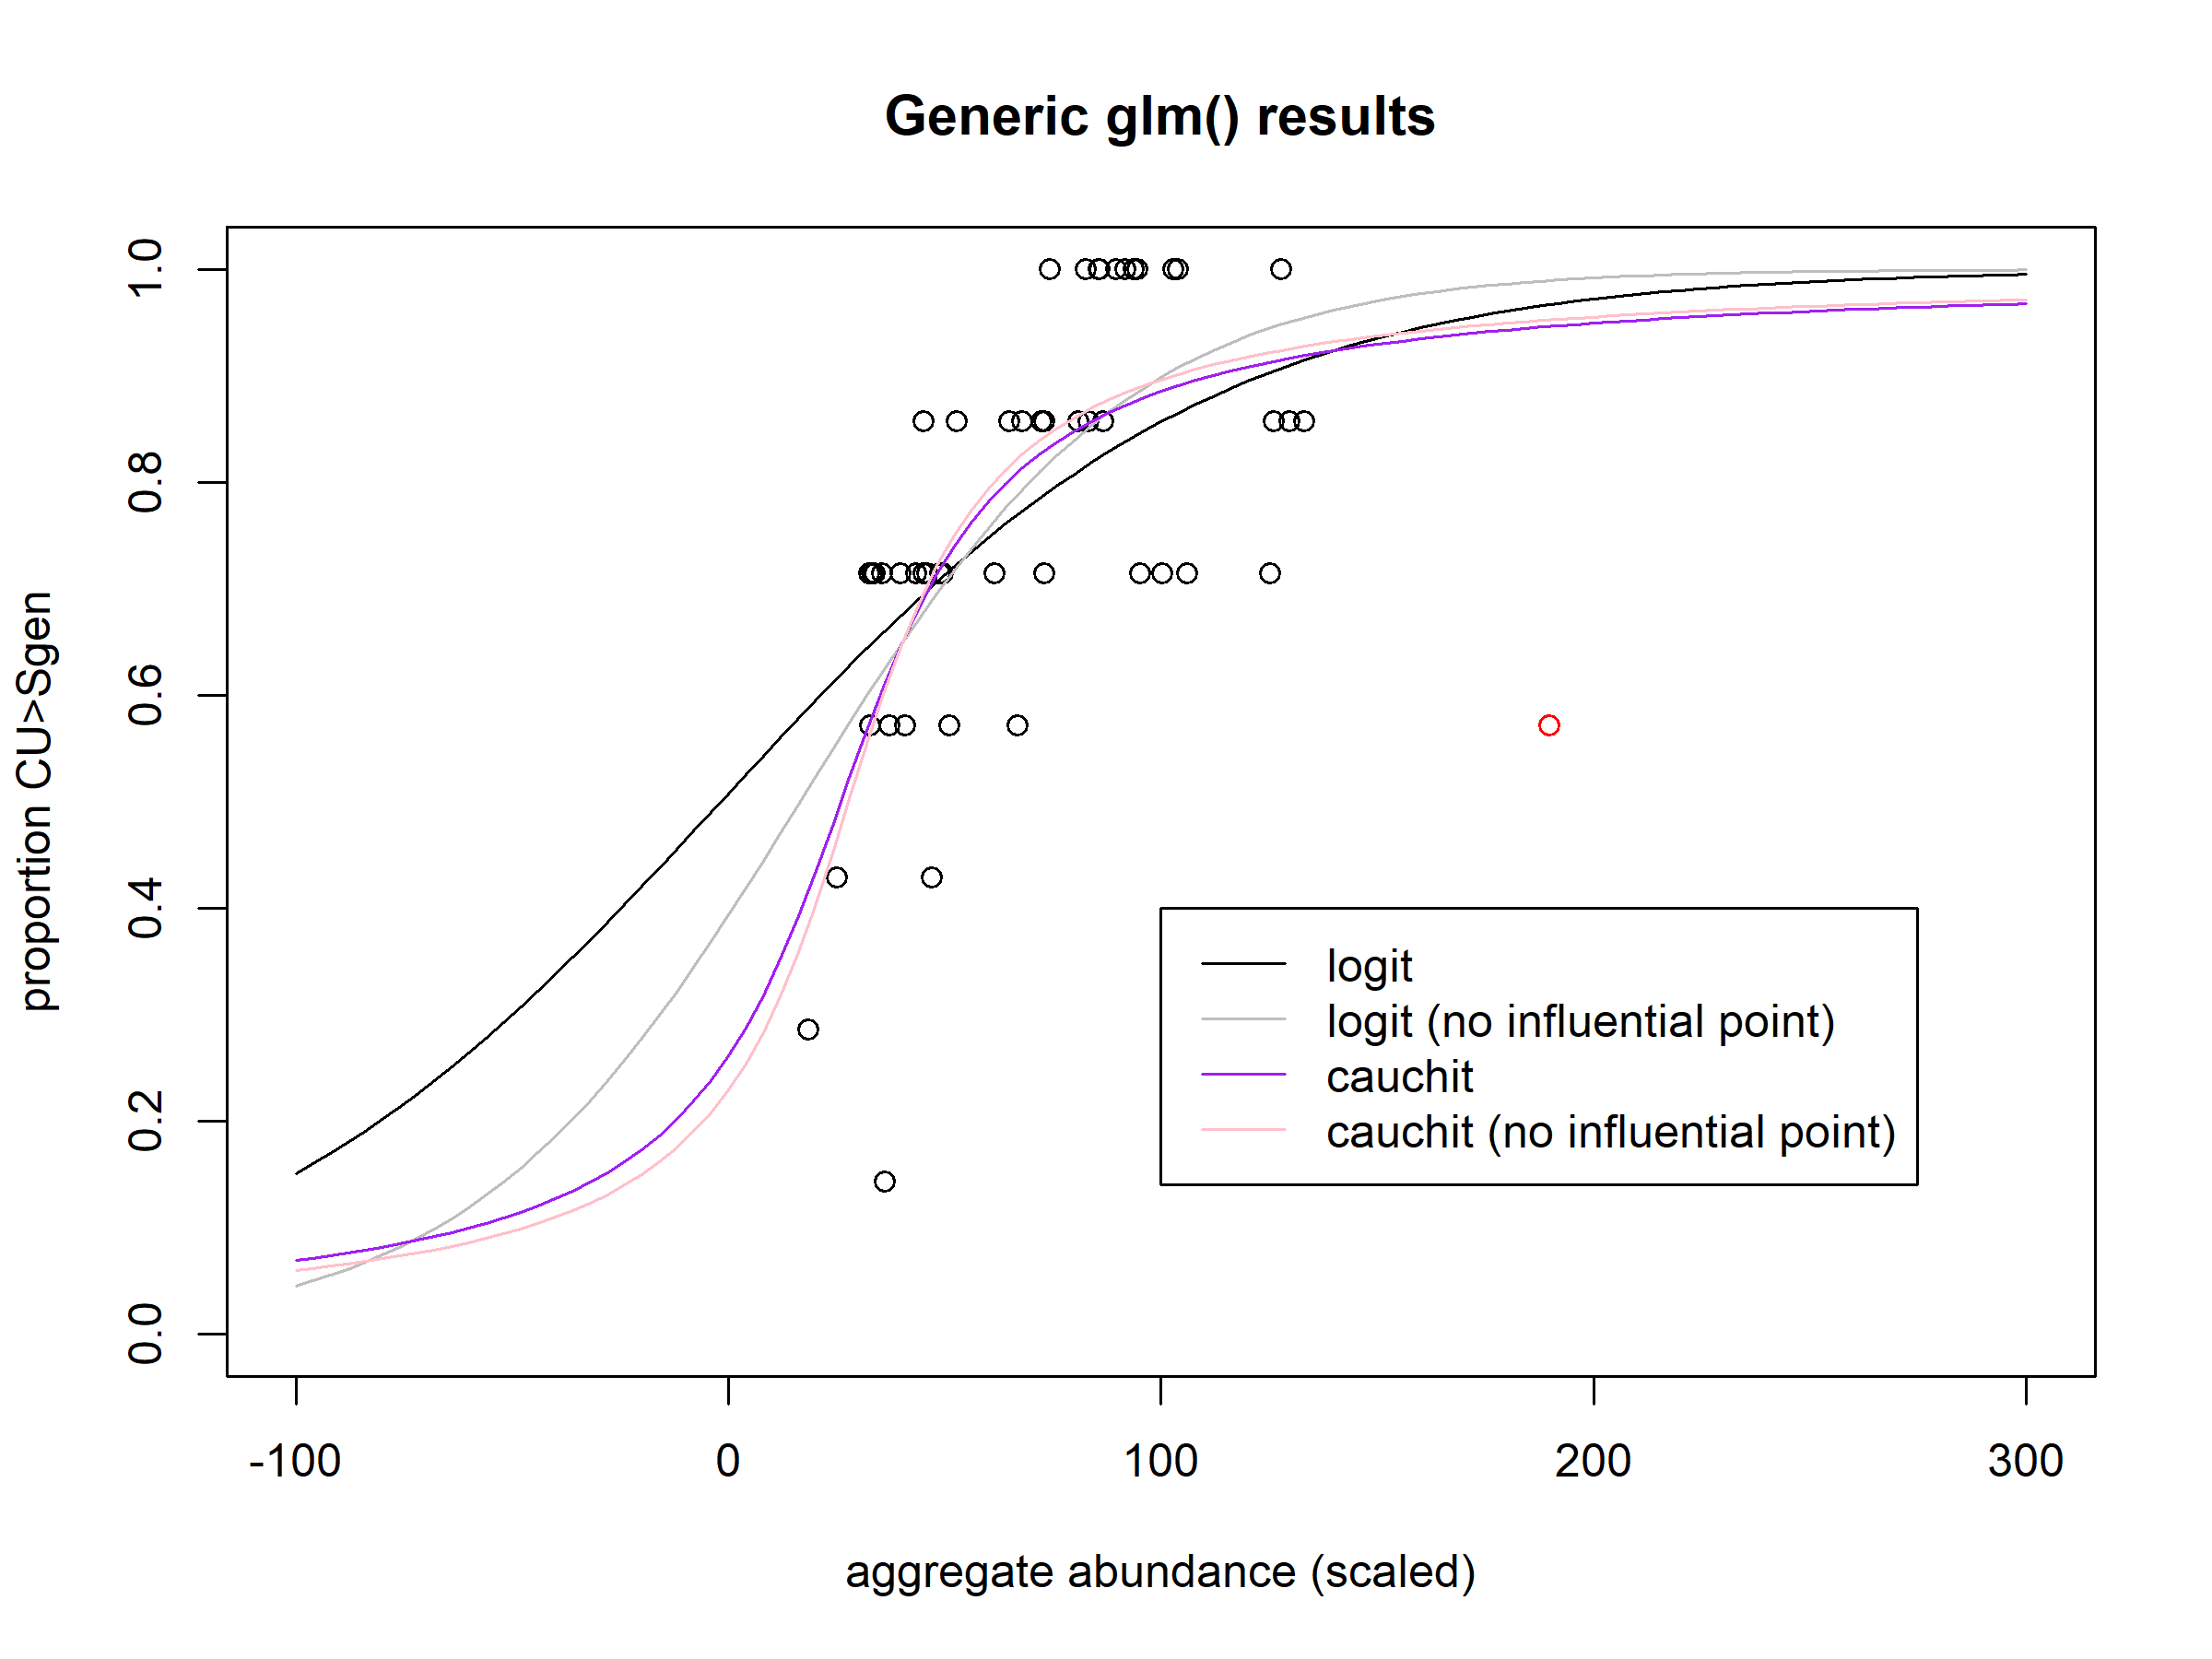 Generic glm() results
proportion CU>Sgen
1.0
0.8
0.6
0.4
0.2
0.0
logit
logit (no influential point)
cauchit
cauchit (no influential point)
-100 0 100 200 300
aggregate abundance (scaled)